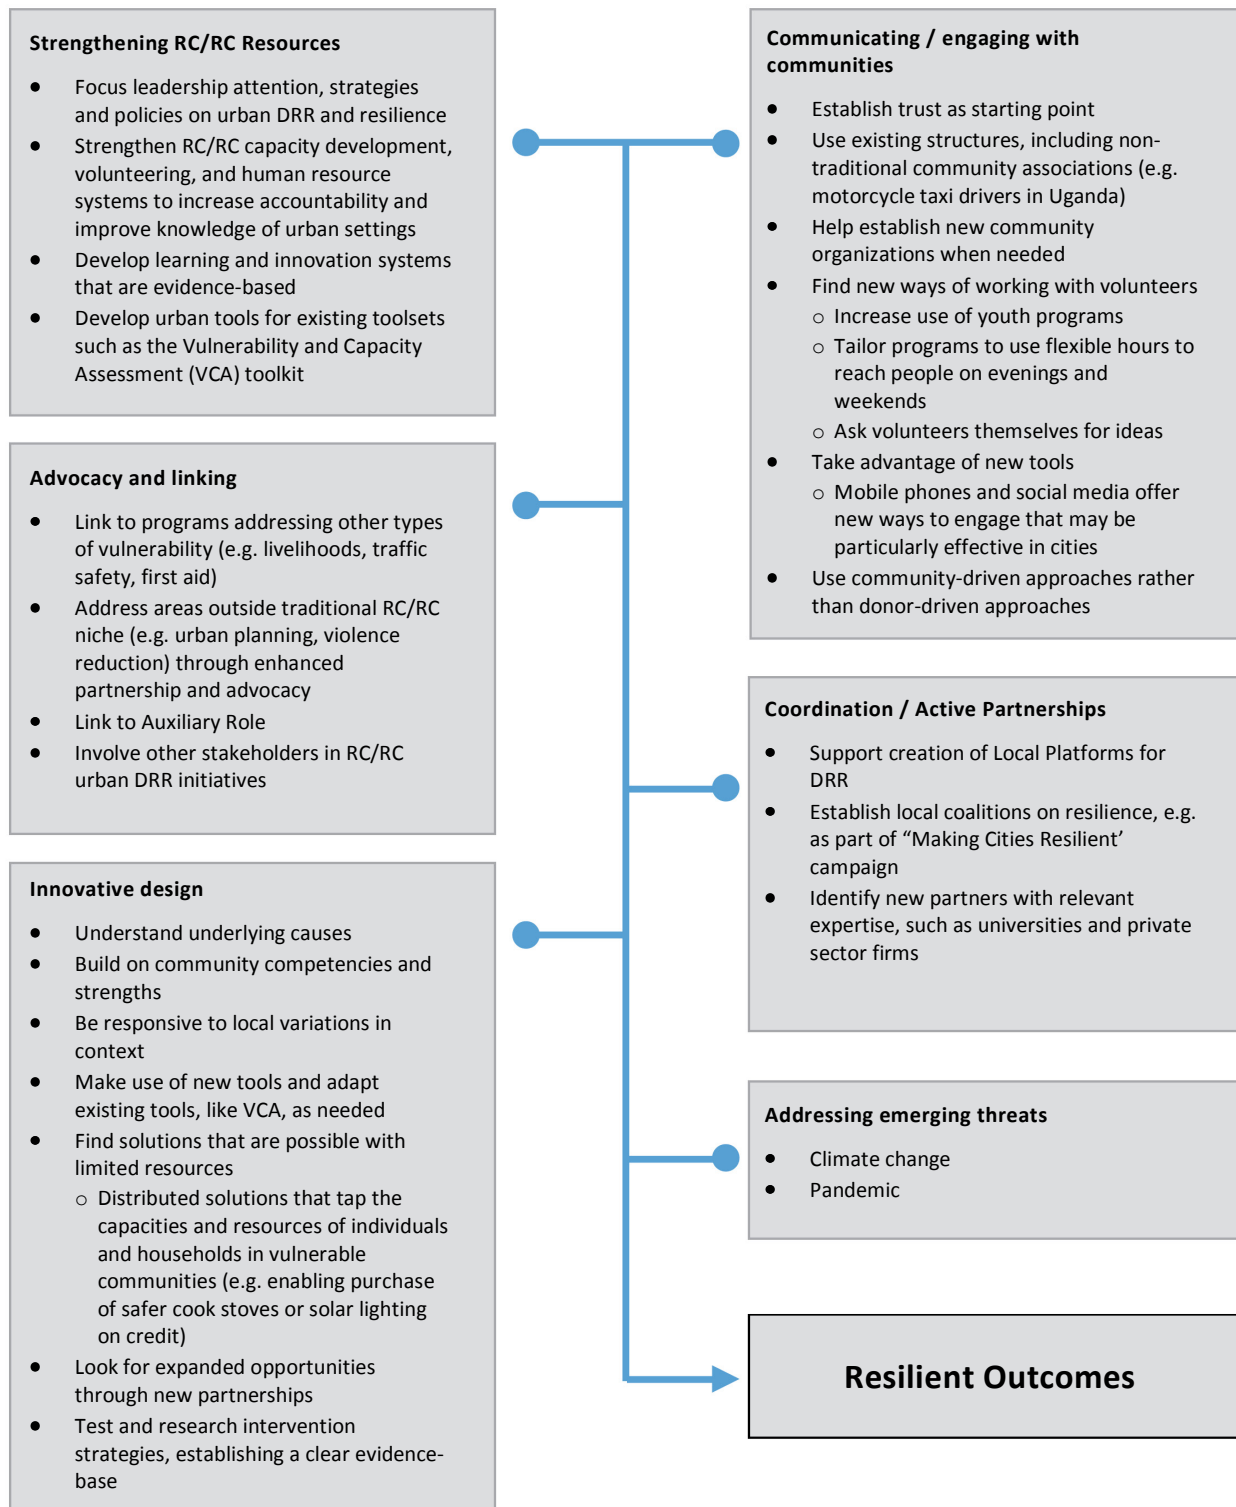 Strengthening RC/RC Resources
• Focus leadership attention, strategies
and policies on urban DRR and resilience
• Strengthen RC/RC capacity development,
volunteering, and human resource
systems to increase accountability and
improve knowledge of urban settings
• Develop learning and innovation systems
that are evidence-based
• Develop urban tools for existing toolsets
such as the Vulnerability and Capacity
Assessment (VCA) toolkit
Advocacy and linking
• Link to programs addressing other types
of vulnerability (e.g. livelihoods, traffic
safety, first aid)
• Address areas outside traditional RC/RC
niche (e.g. urban planning, violence
reduction) through enhanced
partnership and advocacy
• Link to Auxiliary Role
• Involve other stakeholders in RC/RC
urban DRR initiatives
Innovative design
• Understand underlying causes
• Build on community competencies and
strengths
• Be responsive to local variations in
context
• Make use of new tools and adapt
existing tools, like VCA, as needed
• Find solutions that are possible with
limited resources
o Distributed solutions that tap the
capacities and resources of individuals
and households in vulnerable
communities (e.g. enabling purchase
of safer cook stoves or solar lighting
on credit)
• Look for expanded opportunities
through new partnerships
• Test and research intervention
strategies, establishing a clear evidence-
base
Communicating / engaging with
communities
• Establish trust as starting point
• Use existing structures, including non-
traditional community associations (e.g.
motorcycle taxi drivers in Uganda)
• Help establish new community
organizations when needed
• Find new ways of working with volunteers
o Increase use of youth programs
o Tailor programs to use flexible hours to
reach people on evenings and
weekends
o Ask volunteers themselves for ideas
• Take advantage of new tools
o Mobile phones and social media offer
new ways to engage that may be
particularly effective in cities
• Use community-driven approaches rather
than donor-driven approaches
Coordination / Active Partnerships
• Support creation of Local Platforms for
DRR
• Establish local coalitions on resilience, e.g.
as part of “Making Cities Resilient’
campaign
• Identify new partners with relevant
expertise, such as universities and private
sector firms
Addressing emerging threats
• Climate change
• Pandemic
Resilient Outcomes